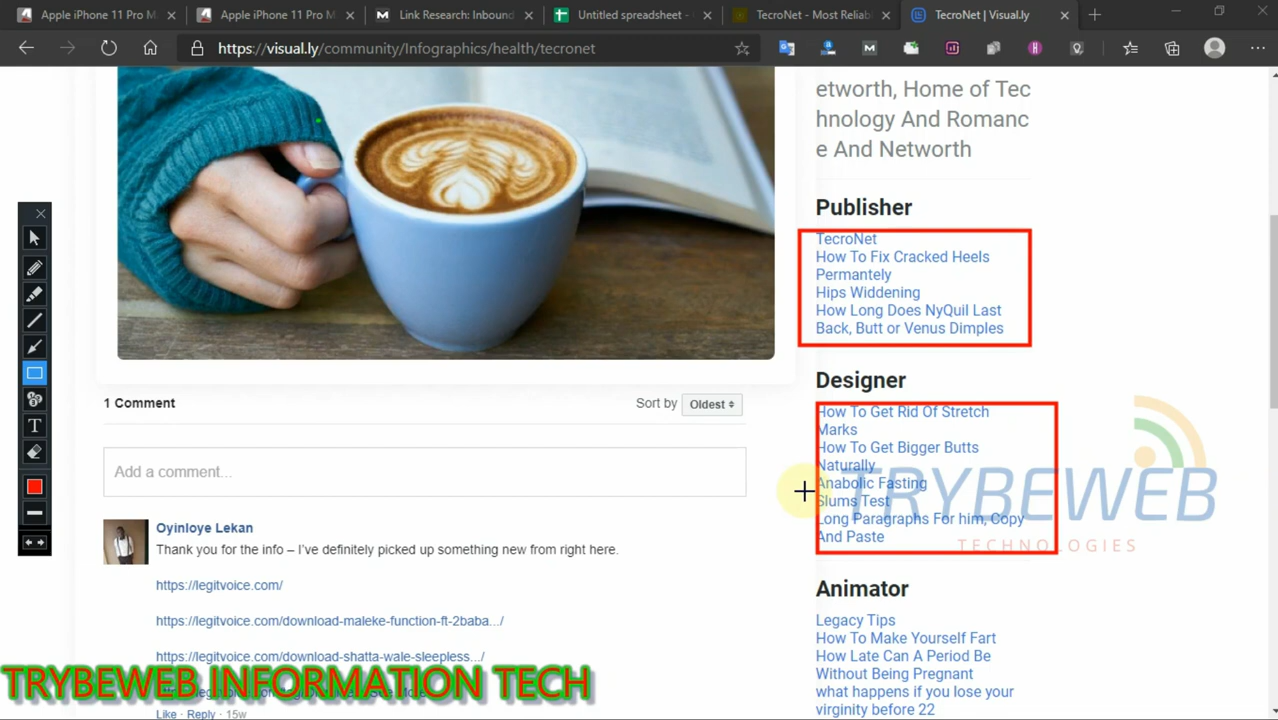 Apple iPhone 11 Pro M
Apple iPhone 11 Pro M
Link Research: Inbound
Untitled spreadsheet -
TecroNet - Most Reliab
TecroNet | Visual.ly
https://visual.ly/community/Infographics/health/tecronet
etworth, Home of Tec
hnology And Romanc
e And Networth
Publisher
TecroNet
How To Fix Cracked Heels
Permantely
Hips Widdening
How Long Does NyQuil Last
Back, Butt or Venus Dimples
Designer
How To Get Rid Of Stretch
Marks
How To Get Bigger Butts
Naturally
Anabolic Fasting
Slums Test
Long Paragraphs For him, Copy
And Paste
Animator
Legacy Tips
How To Make Yourself Fart
How Late Can A Period Be
Without Being Pregnant
what happens if you lose your
virginity before 22
1 Comment
Sort by Oldest
Add a comment...
Oyinloye Lekan
Thank you for the info – I've definitely picked up something new from right here.
https://legitvoice.com/
https://legitvoice.com/download-maleke-function-ft-2baba.../
https://legitvoice.com/download-shatta-wale-sleepless.../
Like · Reply · 15w
TRYBEWEB
TECHNOLOGIES
TRYBEWEB INFORMATION TECH